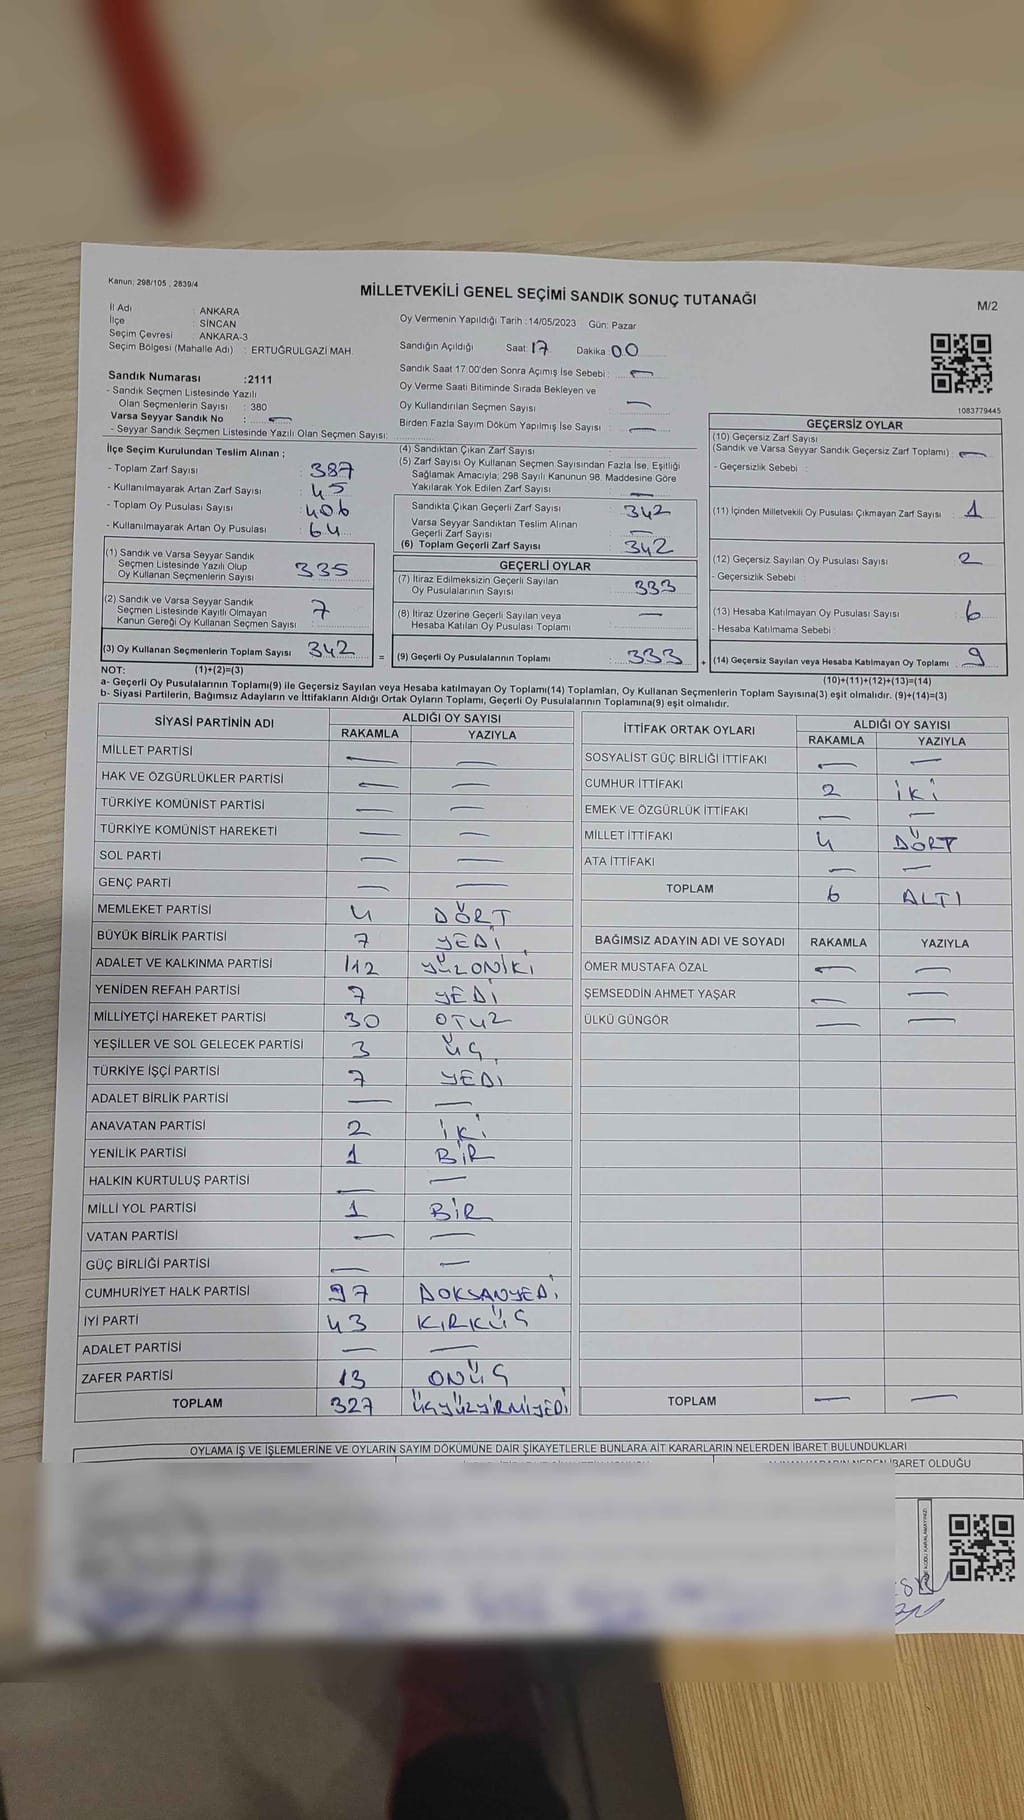 Kanun: 298/105 , 2839/4
MİLLETVEKİLİ GENEL SEÇİMİ SANDIK SONUÇ TUTANAĞI
M/2
İl Adı : ANKARA
İlçe : SİNCAN
Seçim Çevresi : ANKARA-3
Seçim Bölgesi (Mahalle Adı) : ERTUĞRULGAZİ MAH.
Sandık Numarası :2111
- Sandık Seçmen Listesinde Yazılı
Olan Seçmenlerin Sayısı : 380
Varsa Seyyar Sandık No : —
- Seyyar Sandık Seçmen Listesinde Yazılı Olan Seçmen Sayısı:
Oy Vermenin Yapıldığı Tarih :14/05/2023 Gün: Pazar
Sandığın Açıldığı Saat: 17 Dakika 00
Sandık Saat 17.00'den Sonra Açımış İse Sebebi : —
Oy Verme Saati Bitiminde Sırada Bekleyen ve
Oy Kullandırılan Seçmen Sayısı : —
Birden Fazla Sayım Döküm Yapılmış İse Sayısı : —
1083779445
İlçe Seçim Kurulundan Teslim Alınan ;
- Toplam Zarf Sayısı : 387
- Kullanılmayarak Artan Zarf Sayısı : 45
- Toplam Oy Pusulası Sayısı : 406
- Kullanılmayarak Artan Oy Pusulası : 64
(1) Sandık ve Varsa Seyyar Sandık
Seçmen Listesinde Yazılı Olup
Oy Kullanan Seçmenlerin Sayısı 335
(2) Sandık ve Varsa Seyyar Sandık
Seçmen Listesinde Kayıtlı Olmayan
Kanun Gereği Oy Kullanan Seçmen Sayısı 7
(3) Oy Kullanan Seçmenlerin Toplam Sayısı 342
(4) Sandıktan Çıkan Zarf Sayısı :
(5) Zarf Sayısı Oy Kullanan Seçmen Sayısından Fazla İse, Eşitliği
Sağlamak Amacıyla; 298 Sayılı Kanunun 98. Maddesine Göre
Yakılarak Yok Edilen Zarf Sayısı : —
Sandıkta Çıkan Geçerli Zarf Sayısı : 342
Varsa Seyyar Sandıktan Teslim Alınan
Geçerli Zarf Sayısı : —
(6) Toplam Geçerli Zarf Sayısı : 342
GEÇERLİ OYLAR
(7) İtiraz Edilmeksizin Geçerli Sayılan
Oy Pusulalarının Sayısı : 333
(8) İtiraz Üzerine Geçerli Sayılan veya
Hesaba Katılan Oy Pusulası Toplamı : —
= (9) Geçerli Oy Pusulalarının Toplamı : 333 +
GEÇERSİZ OYLAR
(10) Geçersiz Zarf Sayısı
(Sandık ve Varsa Seyyar Sandık Geçersiz Zarf Toplamı) : —
- Geçersizlik Sebebi :
(11) İçinden Milletvekili Oy Pusulası Çıkmayan Zarf Sayısı : 1
(12) Geçersiz Sayılan Oy Pusulası Sayısı : 2
- Geçersizlik Sebebi :
(13) Hesaba Katılmayan Oy Pusulası Sayısı : 6
- Hesaba Katılmama Sebebi :
(14) Geçersiz Sayılan veya Hesaba Katılmayan Oy Toplamı : 9
NOT: (1)+(2)=(3)
(10)+(11)+(12)+(13)=(14)
a- Geçerli Oy Pusulalarının Toplamı(9) ile Geçersiz Sayılan veya Hesaba katılmayan Oy Toplamı(14) Toplamları, Oy Kullanan Seçmenlerin Toplam Sayısına(3) eşit olmalıdır. (9)+(14)=(3)
b- Siyasi Partilerin, Bağımsız Adayların ve İttifakların Aldığı Ortak Oyların Toplamı, Geçerli Oy Pusulalarının Toplamına(9) eşit olmalıdır.
SİYASİ PARTİNİN ADI ALDIĞI OY SAYISI
RAKAMLA YAZIYLA
MİLLET PARTİSİ — —
HAK VE ÖZGÜRLÜKLER PARTİSİ — —
TÜRKİYE KOMÜNİST PARTİSİ — —
TÜRKİYE KOMÜNİST HAREKETİ — —
SOL PARTİ — —
GENÇ PARTİ — —
MEMLEKET PARTİSİ 4 DÖRT
BÜYÜK BİRLİK PARTİSİ 7 YEDİ
ADALET VE KALKINMA PARTİSİ 112 YÜZONİKİ
YENİDEN REFAH PARTİSİ 7 YEDİ
MİLLİYETÇİ HAREKET PARTİSİ 30 OTUZ
YEŞİLLER VE SOL GELECEK PARTİSİ 3 ÜÇ
TÜRKİYE İŞÇİ PARTİSİ 7 YEDİ
ADALET BİRLİK PARTİSİ — —
ANAVATAN PARTİSİ 2 İKİ
YENİLİK PARTİSİ 1 BİR
HALKIN KURTULUŞ PARTİSİ — —
MİLLİ YOL PARTİSİ 1 BİR
VATAN PARTİSİ — —
GÜÇ BİRLİĞİ PARTİSİ — —
CUMHURİYET HALK PARTİSİ 97 DOKSANYEDİ
İYİ PARTİ 43 KIRKÜÇ
ADALET PARTİSİ — —
ZAFER PARTİSİ 13 ONÜÇ
TOPLAM 327 ÜÇYÜZYİRMİYEDİ
İTTİFAK ORTAK OYLARI ALDIĞI OY SAYISI
RAKAMLA YAZIYLA
SOSYALİST GÜÇ BİRLİĞİ İTTİFAKI — —
CUMHUR İTTİFAKI 2 İKİ
EMEK VE ÖZGÜRLÜK İTTİFAKI — —
MİLLET İTTİFAKI 4 DÖRT
ATA İTTİFAKI — —
TOPLAM 6 ALTI
BAĞIMSIZ ADAYIN ADI VE SOYADI RAKAMLA YAZIYLA
ÖMER MUSTAFA ÖZAL — —
ŞEMSEDDİN AHMET YAŞAR — —
ÜLKÜ GÜNGÖR — —
TOPLAM — —
OYLAMA İŞ VE İŞLEMLERİNE VE OYLARIN SAYIM DÖKÜMÜNE DAİR ŞİKAYETLERLE BUNLARA AİT KARARLARIN NELERDEN İBARET BULUNDUKLARI
İBARET OLDUĞU